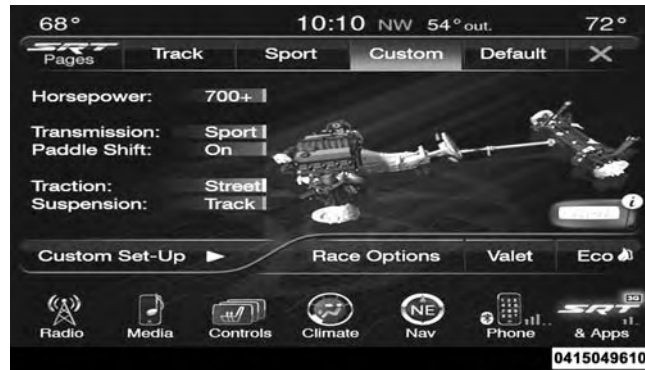 68° 10:10 NW 54° out. 72°
SRT Pages Track Sport Custom Default ×
Horsepower: 700+
Transmission: Sport
Paddle Shift: On
Traction: Street
Suspension: Track
i
Custom Set-Up ► Race Options Valet Eco
NE
3G
SRT
Radio Media Controls Climate Nav Phone & Apps
0415049610